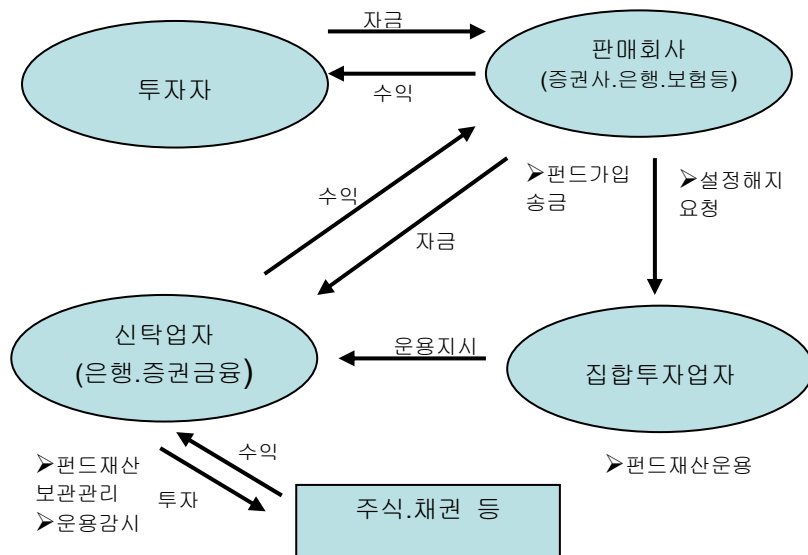 자금
투자자
판매회사
(증권사.은행.보험등)
수익
수익
➢펀드가입
송금
➢설정해지
요청
자금
신탁업자
(은행.증권금융)
운용지시
집합투자업자
➢펀드재산
보관관리
➢운용감시
수익
투자
➢펀드재산운용
주식.채권 등